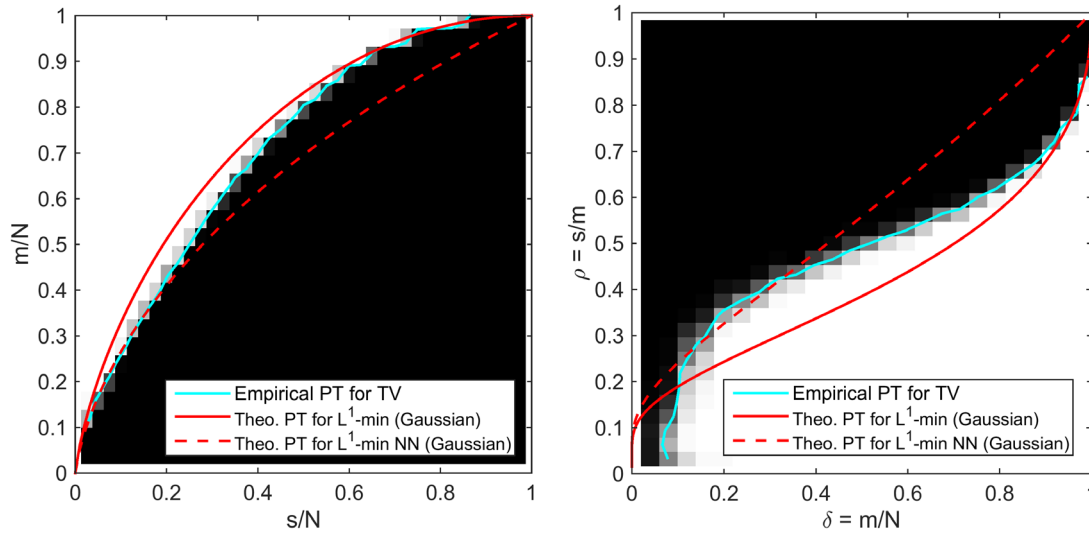 1
0.9
0.8
0.7
0.6
0.5
0.4
0.3
0.2
0.1
0
m/N
0 0.2 0.4 0.6 0.8 1
s/N
Empirical PT for TV
Theo. PT for L¹-min (Gaussian)
Theo. PT for L¹-min NN (Gaussian)
1
0.9
0.8
0.7
0.6
0.5
0.4
0.3
0.2
0.1
0
ρ = s/m
0 0.2 0.4 0.6 0.8 1
δ = m/N
Empirical PT for TV
Theo. PT for L¹-min (Gaussian)
Theo. PT for L¹-min NN (Gaussian)